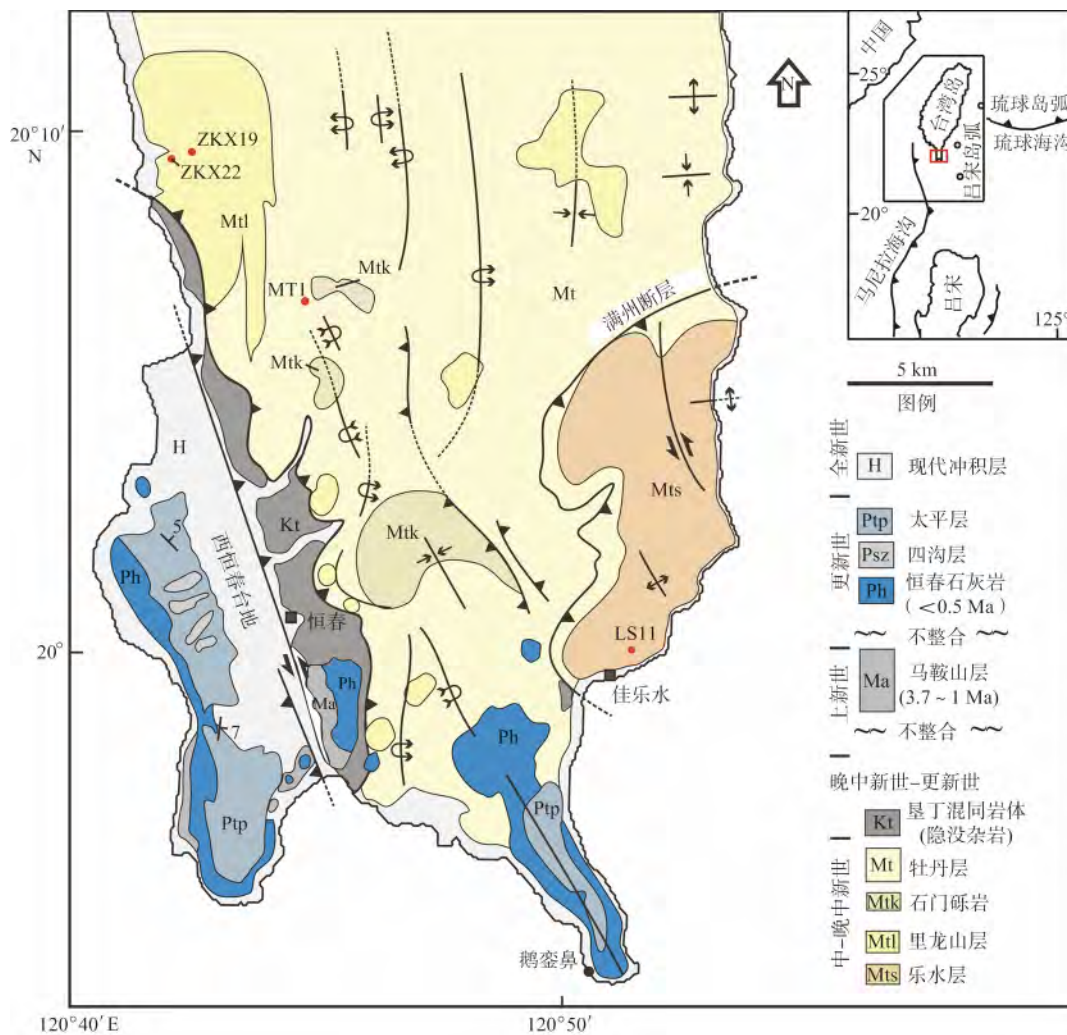 20°10′
N
20°
120°40′ E
120°50′
ZKX19
ZKX22
Mtl
MT1
Mtk
Mtk
Mt
满州断层
H
Mts
5
Ph
西恒春台地
Kt
Mtk
恒春
LS11
佳乐水
Ph
Ma
7
Ptp
Ph
Ptp
鹅銮鼻
N
中国
25°
台湾岛
琉球岛弧
琉球海沟
吕宋岛弧
20°
马尼拉海沟
吕宋
125°
5 km
图例
全新世
H 现代冲积层
更新世
Ptp 太平层
Psz 四沟层
Ph 恒春石灰岩
(<0.5 Ma)
不整合
上新世
Ma 马鞍山层
(3.7~1 Ma)
不整合
晚中新世-更新世
Kt 垦丁混同岩体
(隐没杂岩)
中-晚中新世
Mt 牡丹层
Mtk 石门砾岩
Mtl 里龙山层
Mts 乐水层